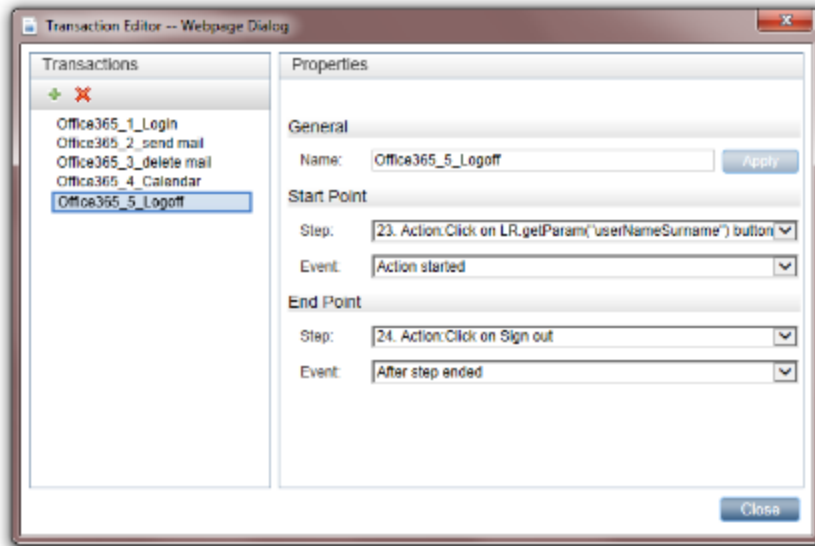 Transaction Editor -- Webpage Dialog
Transactions
Office365_1_Login
Office365_2_send mail
Office365_3_delete mail
Office365_4_Calendar
Office365_5_Logoff
Properties
General
Name: Office365_5_Logoff Apply
Start Point
Step: 23. Action:Click on LR.getParam("userNameSurname") button
Event: Action started
End Point
Step: 24. Action:Click on Sign out
Event: After step ended
Close